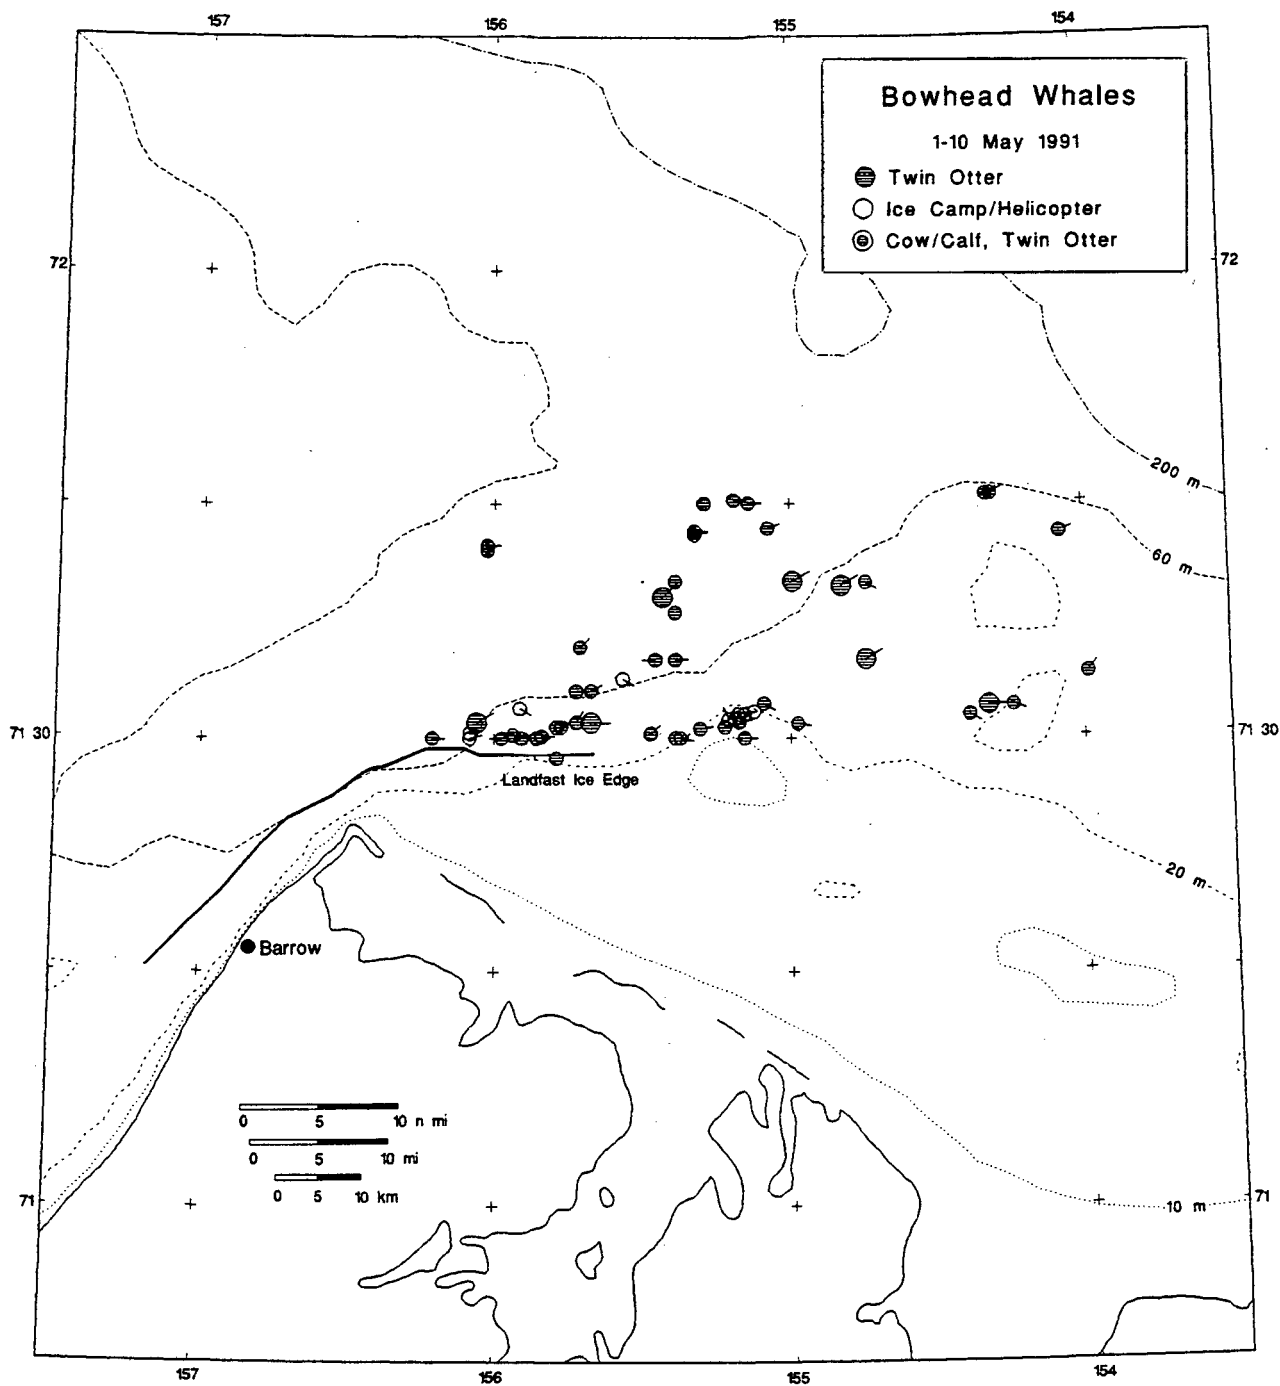 157 156 155 154
Bowhead Whales
1-10 May 1991
Twin Otter
Ice Camp/Helicopter
Cow/Calf, Twin Otter
72 72
200 m
60 m
71 30 71 30
Landfast Ice Edge
20 m
Barrow
0 5 10 n mi
0 5 10 mi
0 5 10 km
71 71
10 m
157 156 155 154